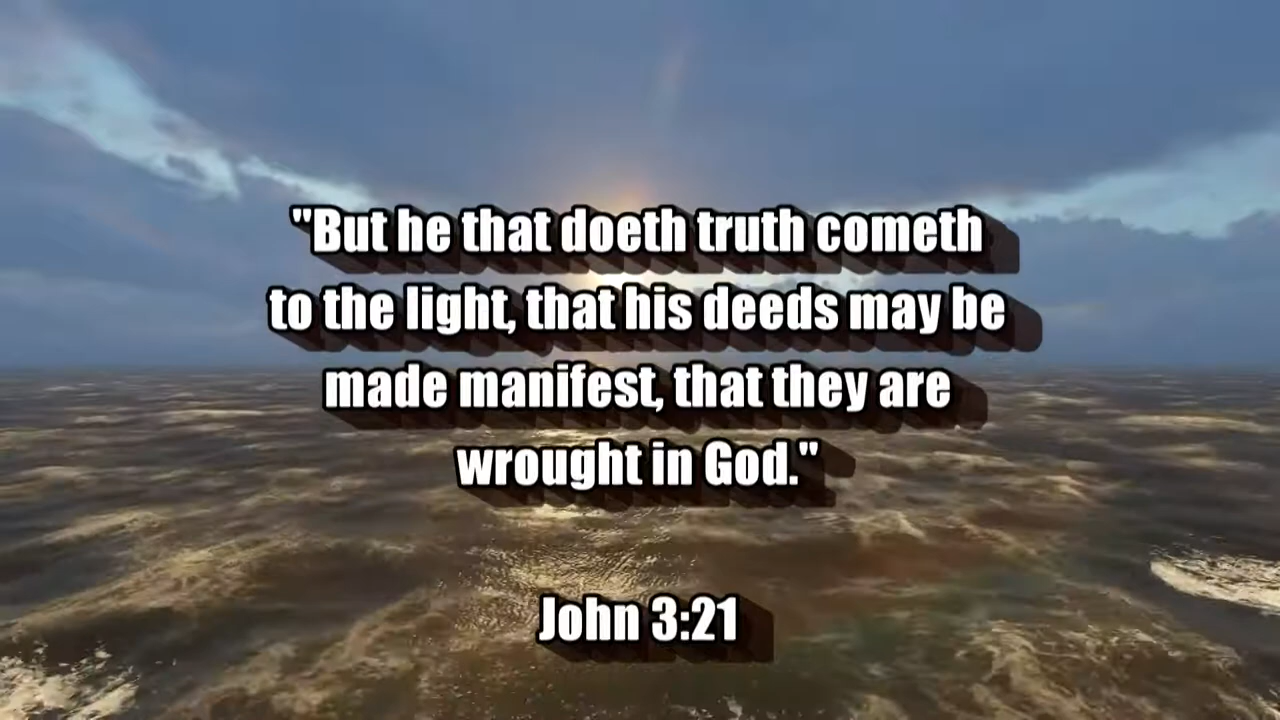 "But he that doeth truth cometh
to the light, that his deeds may be
made manifest, that they are
wrought in God."
John 3:21